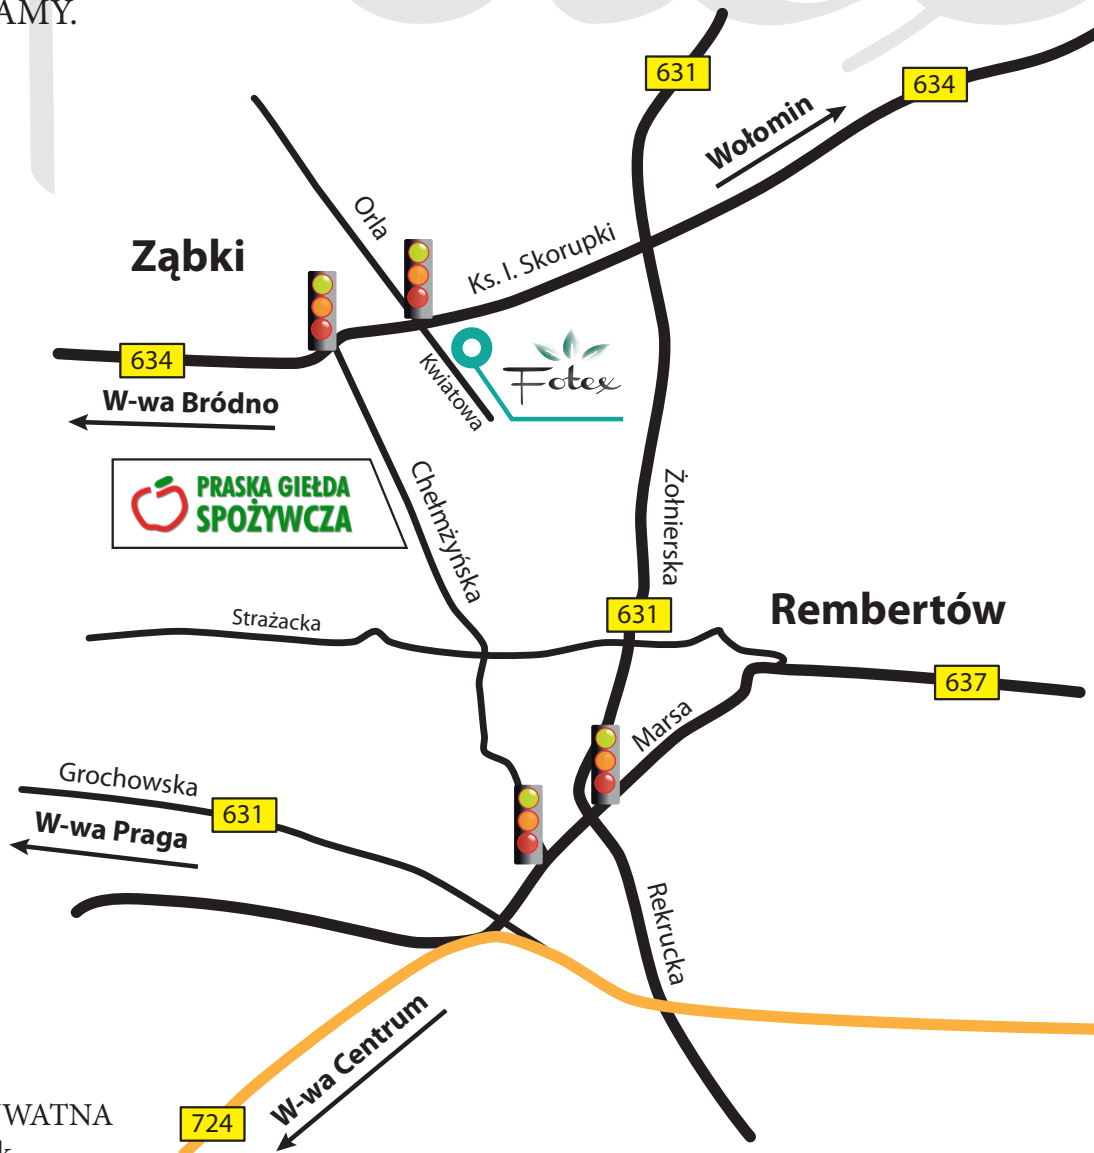 AMY.
631
634
Wołomin
Orla
Ks. I. Skorupki
Ząbki
634
Kwiatowa
Fotex
W-wa Bródno
PRASKA GIEŁDA
SPOŻYWCZA
Chełmżyńska
Żołnierska
631
Rembertów
Strażacka
637
Marsa
Grochowska
631
W-wa Praga
Rekrucka
W-wa Centrum
724
WATNA